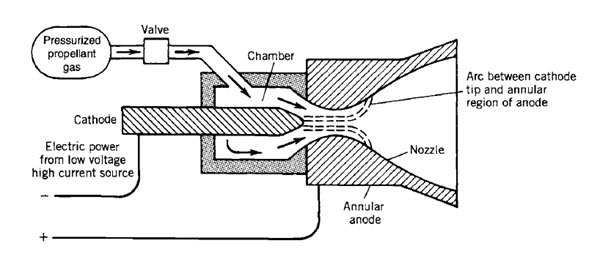 Pressurized
propellant
gas
Valve
Chamber
Arc between cathode
tip and annular
region of anode
Cathode
Electric power
from low voltage
high current source
Nozzle
Annular
anode
−
+